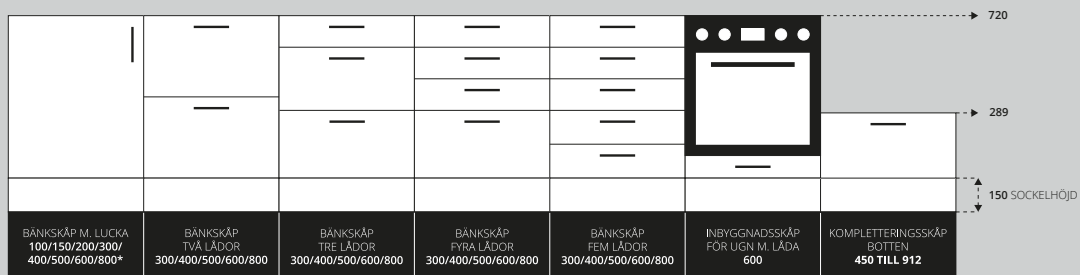 720
289
150 SOCKELHÖJD
BÄNKSKÅP M. LUCKA
100/150/200/300/
400/500/600/800*
BÄNKSKÅP
TVÅ LÅDOR
300/400/500/600/800
BÄNKSKÅP
TRE LÅDOR
300/400/500/600/800
BÄNKSKÅP
FYRA LÅDOR
300/400/500/600/800
BÄNKSKÅP
FEM LÅDOR
300/400/500/600/800
INBYGGNADSSKÅP
FÖR UGN M. LÅDA
600
KOMPLETTERINGSSKÅP
BOTTEN
450 TILL 912